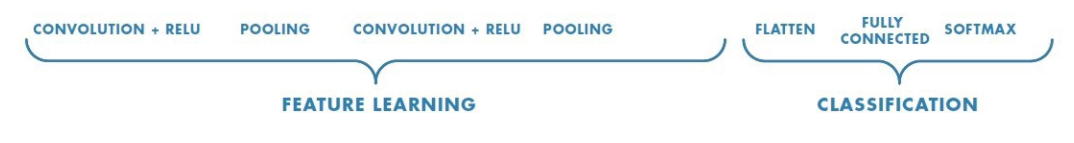 CONVOLUTION + RELU
POOLING
CONVOLUTION + RELU
POOLING
FLATTEN
FULLY
CONNECTED
SOFTMAX
FEATURE LEARNING
CLASSIFICATION